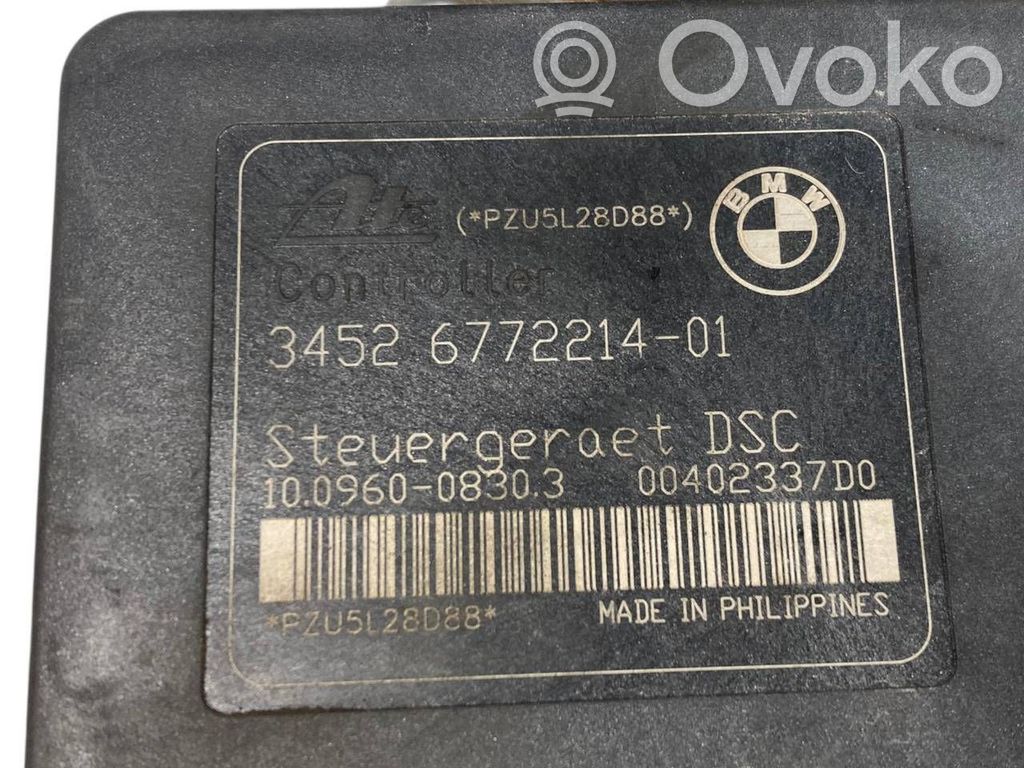 Ovoko
Ate
(*PZU5L28D88*)
BMW
Controller
3452 6772214-01
Steuergeraet DSC
10.0960-0830.3 00402337D0
*PZU5L28D88* MADE IN PHILIPPINES